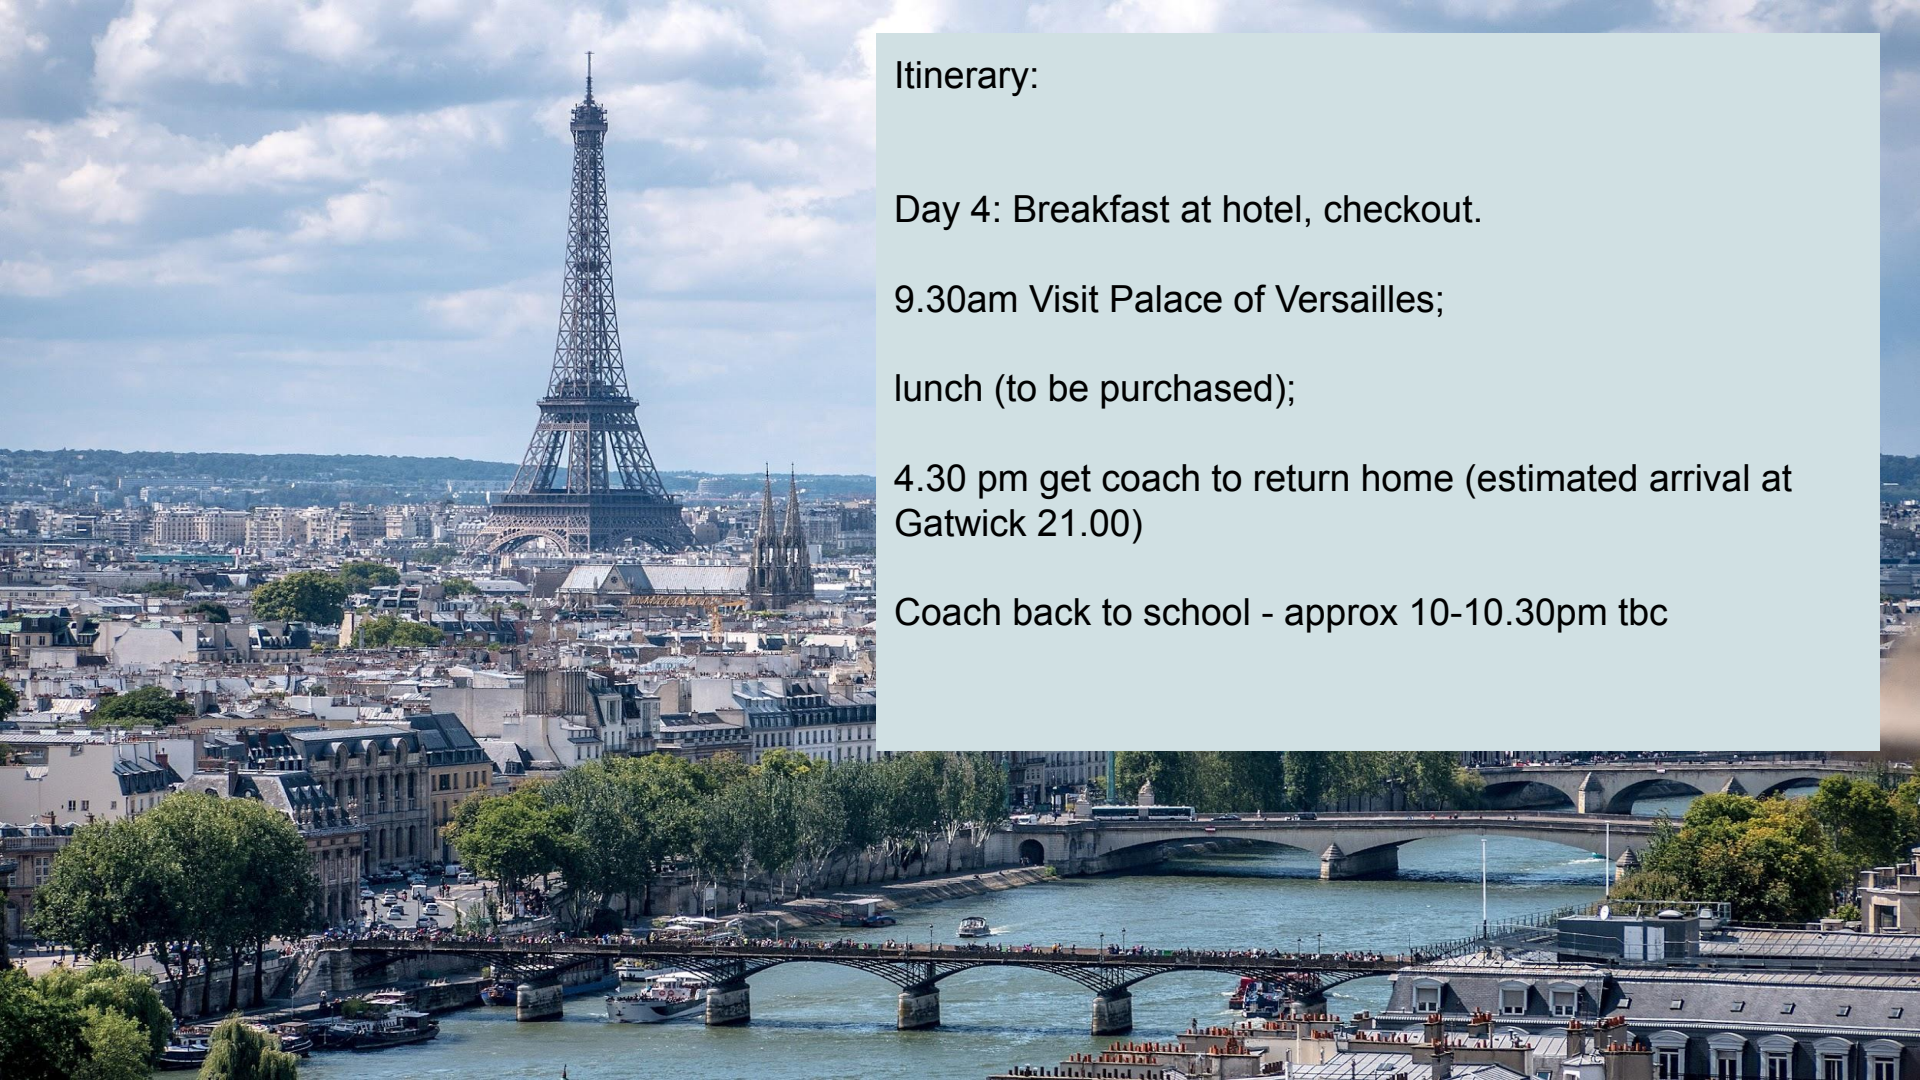 Itinerary:
Day 4: Breakfast at hotel, checkout.
9.30am Visit Palace of Versailles;
lunch (to be purchased);
4.30 pm get coach to return home (estimated arrival at
Gatwick 21.00)
Coach back to school - approx 10-10.30pm tbc